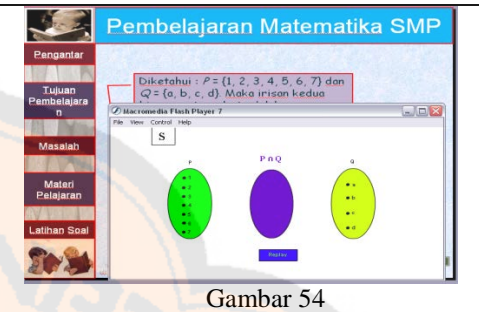 Pembelajaran Matematika SMP
Pengantar
Tujuan
Pembelajara
n
Masalah
Materi
Pelajaran
Latihan Soal
Diketahui : P = {1, 2, 3, 4, 5, 6, 7} dan
Q = {a, b, c, d}. Maka irisan kedua
Macromedia Flash Player 7
File View Control Help
S
P
P ∩ Q
Q
1
2
3
4
5
6
7
a
b
c
d
Replay
Gambar 54